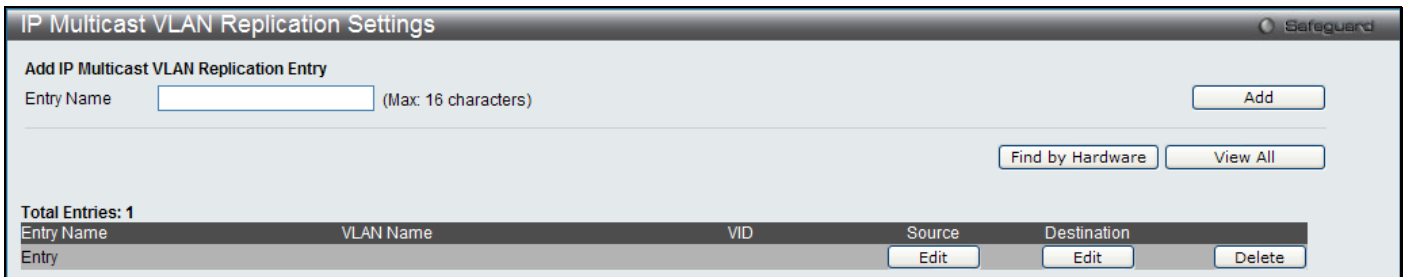 IP Multicast VLAN Replication Settings
Safeguard
Add IP Multicast VLAN Replication Entry
Entry Name (Max: 16 characters) Add
Find by Hardware View All
Total Entries: 1
Entry Name VLAN Name VID Source Destination
Entry Edit Edit Delete